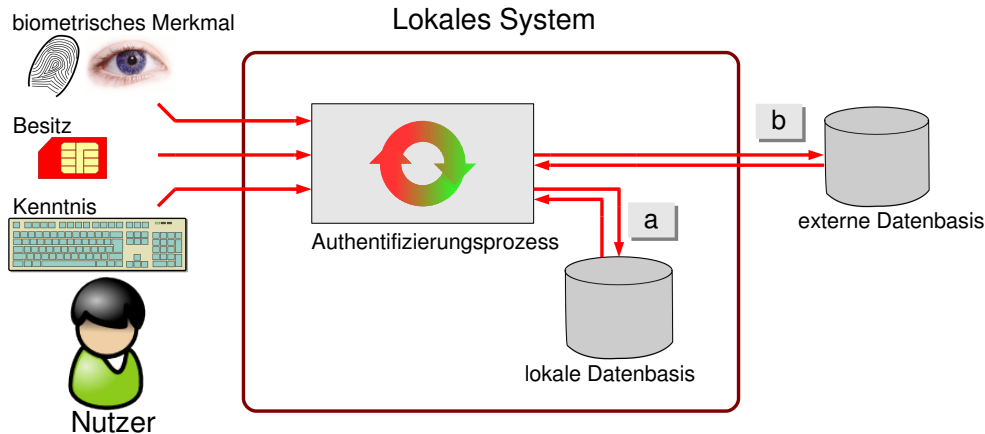 Lokales System
biometrisches Merkmal
Besitz
Kenntnis
Nutzer
Authentifizierungsprozess
a
lokale Datenbasis
b
externe Datenbasis